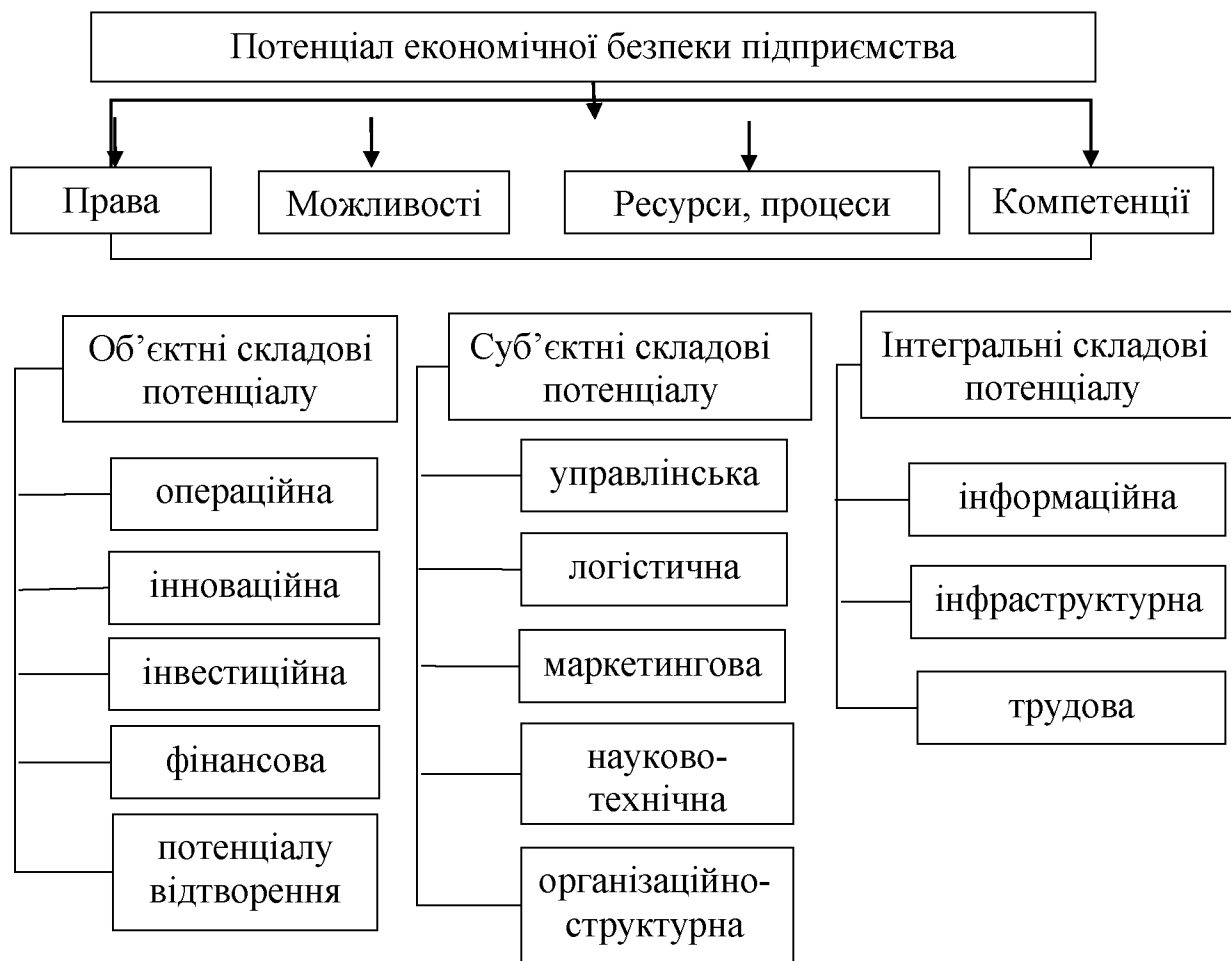 Потенціал економічної безпеки підприємства
Права
Можливості
Ресурси, процеси
Компетенції
Об’єктні складові
потенціалу
операційна
інноваційна
інвестиційна
фінансова
потенціалу
відтворення
Суб’єктні складові
потенціалу
управлінська
логістична
маркетингова
науково-
технічна
організаційно-
структурна
Інтегральні складові
потенціалу
інформаційна
інфраструктурна
трудова